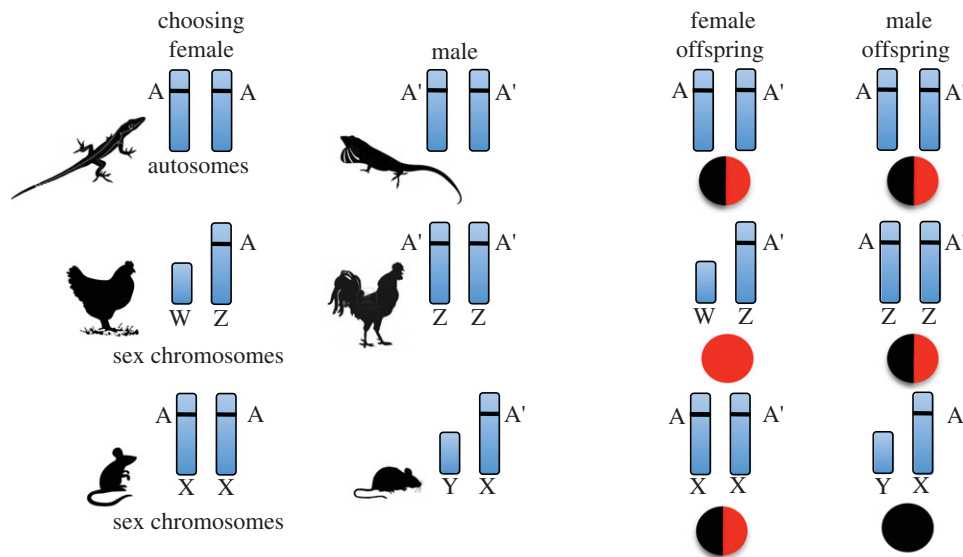 choosing
female
male
female
offspring
male
offspring
A A A' A' A A' A A'
autosomes
A A' A' A' A A'
W Z Z Z W Z Z Z
sex chromosomes
A A A' A A' A
X X Y X X X Y X
sex chromosomes